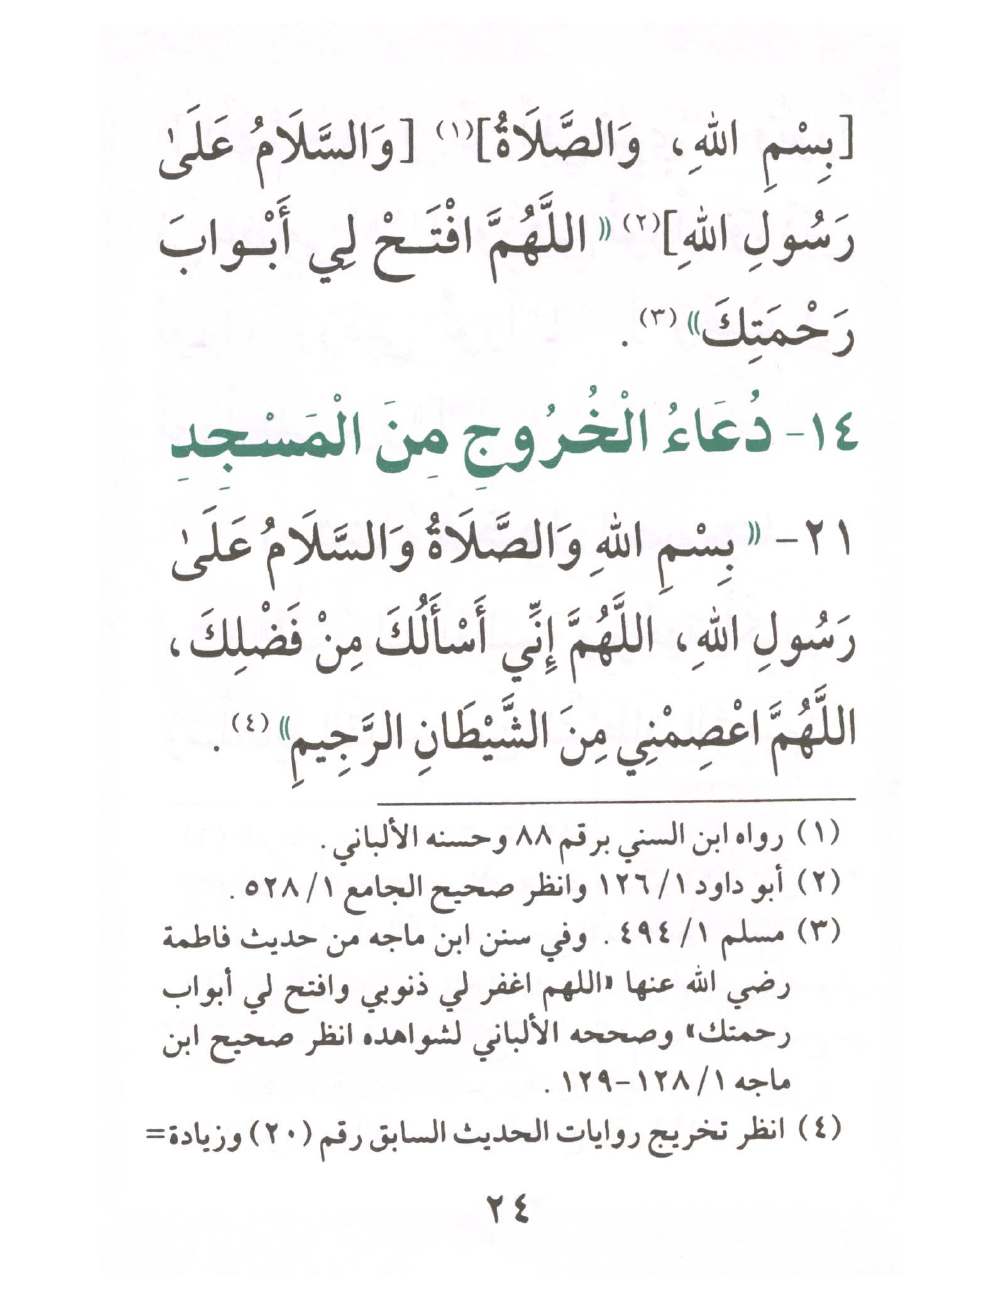 [بِسْمِ اللهِ، وَالصَّلَاةُ](١) [وَالسَّلَامُ عَلَىٰ
رَسُولِ اللهِ](٢) «اللَّهُمَّ افْتَـحْ لِي أَبْـوابَ
رَحْمَتِكَ»(٣).
١٤- دُعَاءُ الْخُرُوجِ مِنَ الْمَسْجِدِ
٢١- «بِسْمِ اللهِ وَالصَّلَاةُ وَالسَّلَامُ عَلَىٰ
رَسُولِ اللهِ، اللَّهُمَّ إِنِّي أَسْأَلُكَ مِنْ فَضْلِكَ،
اللَّهُمَّ اعْصِمْنِي مِنَ الشَّيْطَانِ الرَّجِيمِ»(٤).
(١) رواه ابن السني برقم ٨٨ وحسنه الألباني.
(٢) أبو داود ١/ ١٢٦ وانظر صحيح الجامع ١/ ٥٢٨.
(٣) مسلم ١/ ٤٩٤. وفي سنن ابن ماجه من حديث فاطمة
رضي الله عنها «اللهم اغفر لي ذنوبي وافتح لي أبواب
رحمتك» وصححه الألباني لشواهده انظر صحيح ابن
ماجه ١/ ١٢٨-١٢٩.
(٤) انظر تخريج روايات الحديث السابق رقم (٢٠) وزيادة=
٢٤